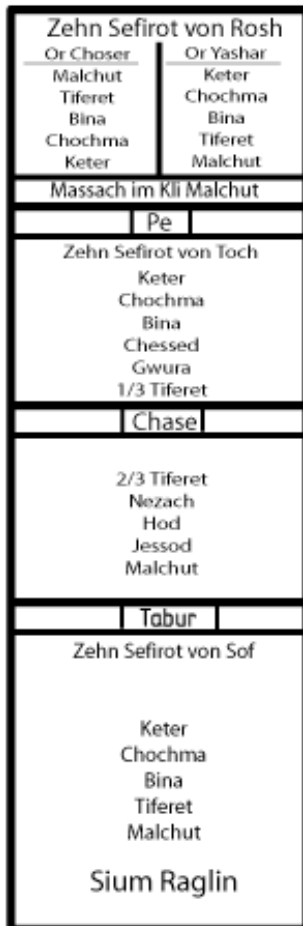 Zehn Sefirot von Rosh
Or Choser
Malchut
Tiferet
Bina
Chochma
Keter
Or Yashar
Keter
Chochma
Bina
Tiferet
Malchut
Massach im Kli Malchut
Pe
Zehn Sefirot von Toch
Keter
Chochma
Bina
Chessed
Gwura
1/3 Tiferet
Chase
2/3 Tiferet
Nezach
Hod
Jessod
Malchut
Tabur
Zehn Sefirot von Sof
Keter
Chochma
Bina
Tiferet
Malchut
Sium Raglin